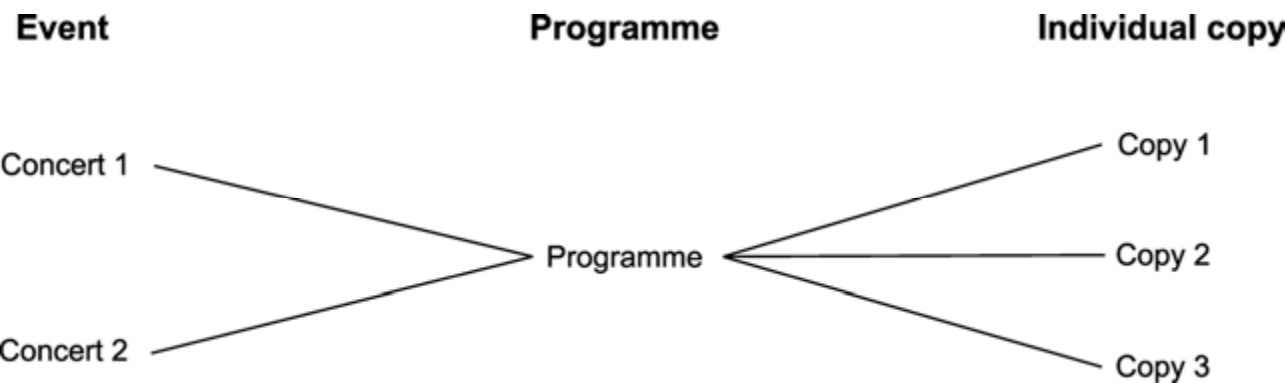 Event Programme Individual copy
Copy 1
Concert 1
Programme Copy 2
Concert 2
Copy 3